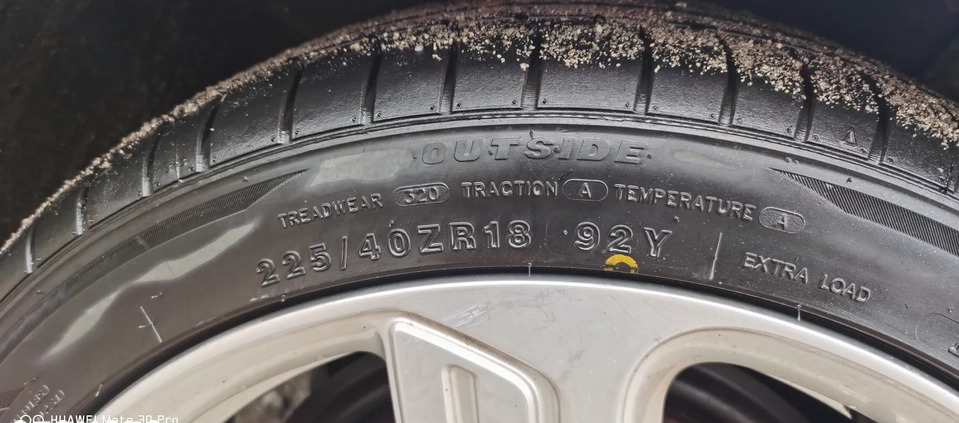 OUTSIDE
TREADWEAR 320 TRACTION A TEMPERATURE A
225/40ZR18 92Y EXTRA LOAD
HUAWEI Mate 30 Pro